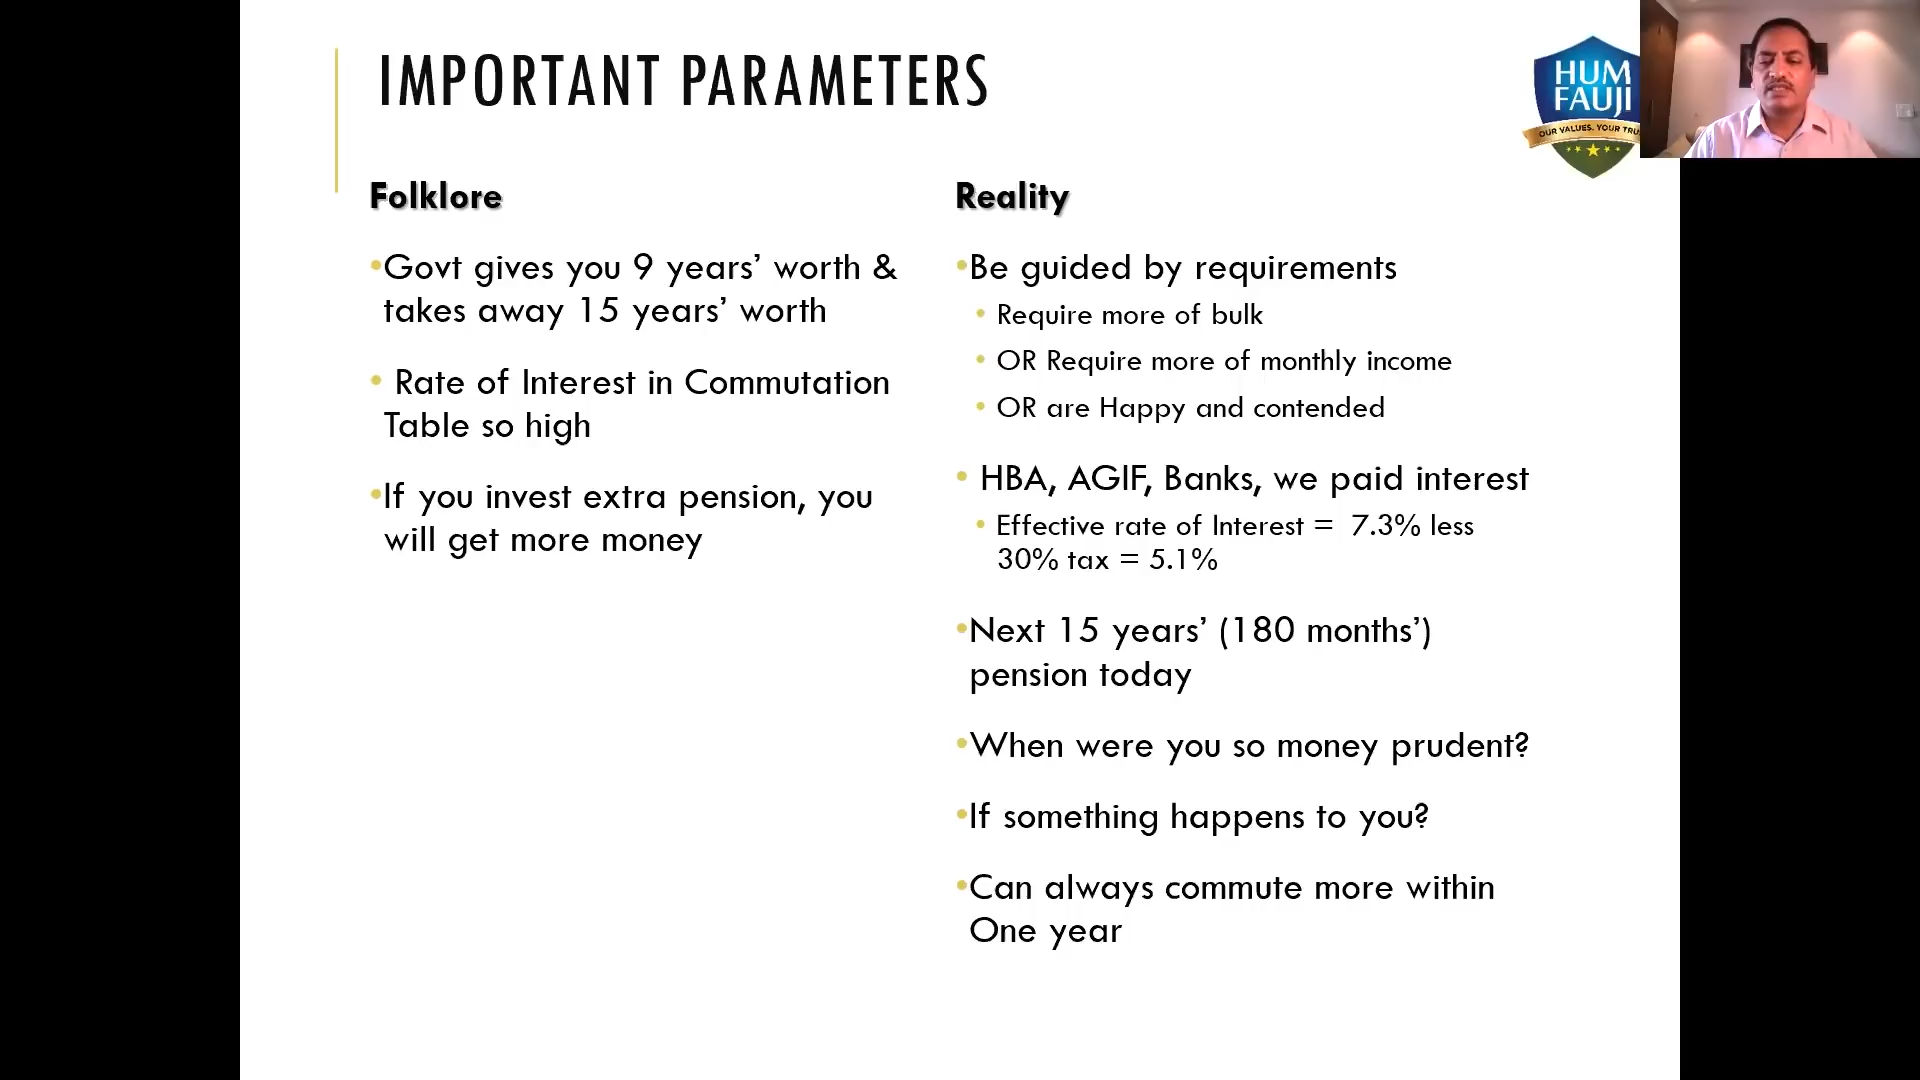 IMPORTANT PARAMETERS
HUM
FAUJI
OUR VALUES. YOUR
Folklore
•Govt gives you 9 years’ worth &
takes away 15 years’ worth
• Rate of Interest in Commutation
Table so high
•If you invest extra pension, you
will get more money
Reality
•Be guided by requirements
• Require more of bulk
• OR Require more of monthly income
• OR are Happy and contended
• HBA, AGIF, Banks, we paid interest
• Effective rate of Interest = 7.3% less
30% tax = 5.1%
•Next 15 years’ (180 months’)
pension today
•When were you so money prudent?
•If something happens to you?
•Can always commute more within
One year